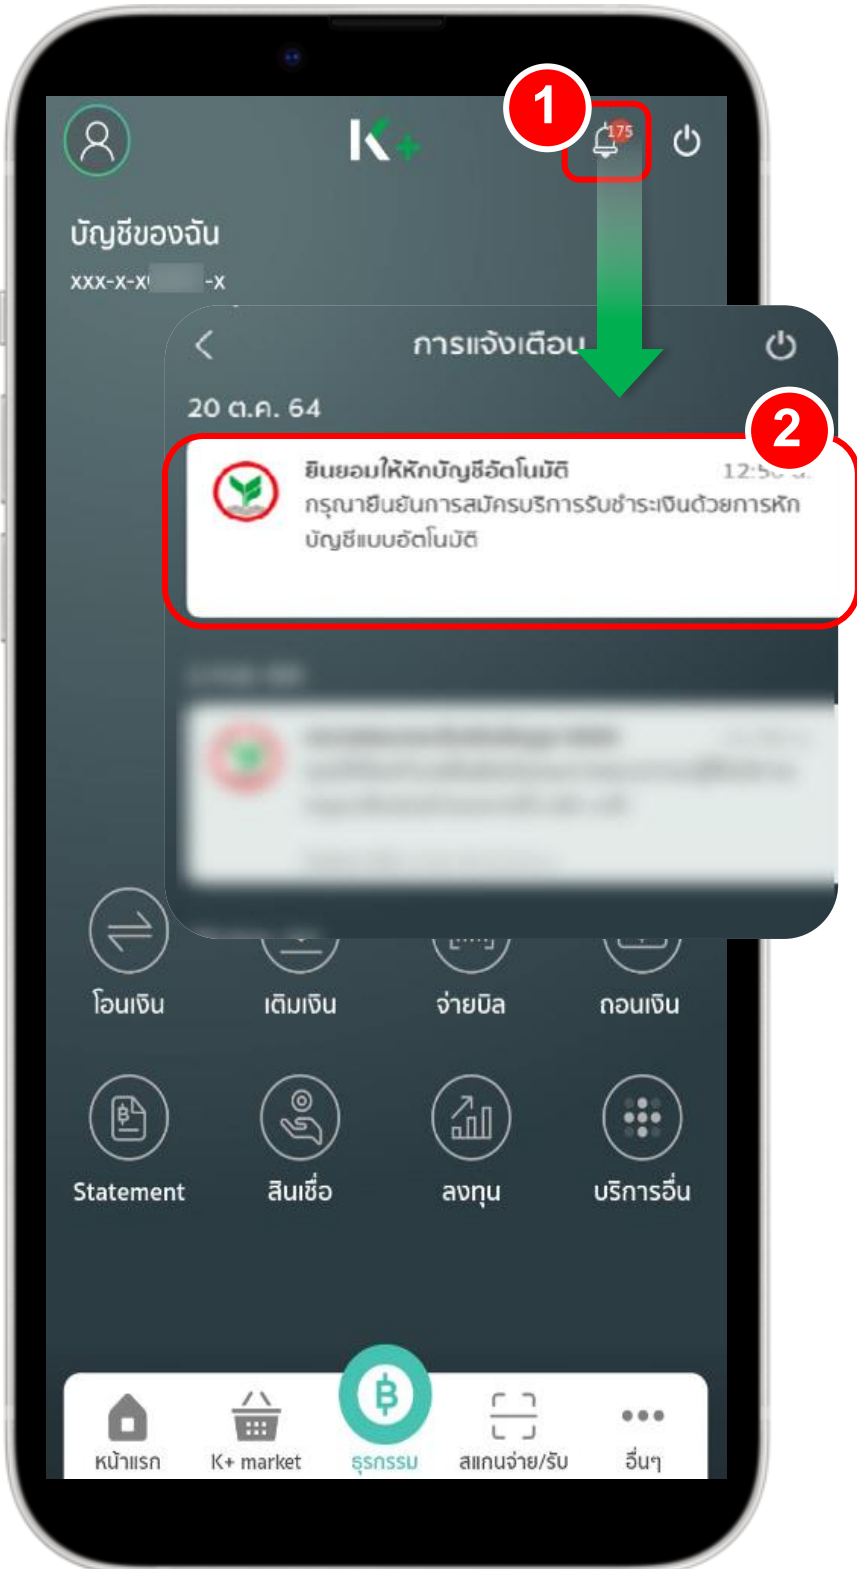 1
K+
175
บัญชีของฉัน
xxx-x-x -x
การแจ้งเตือน
20 ต.ค. 64
2
ยินยอมให้หักบัญชีอัตโนมัติ
กรุณายืนยันการสมัครบริการรับชำระเงินด้วยการหัก
บัญชีแบบอัตโนมัติ
โอนเงิน เติมเงิน จ่ายบิล ถอนเงิน
Statement สินเชื่อ ลงทุน บริการอื่น
หน้าแรก K+ market ธุรกรรม สแกนจ่าย/รับ อื่นๆ